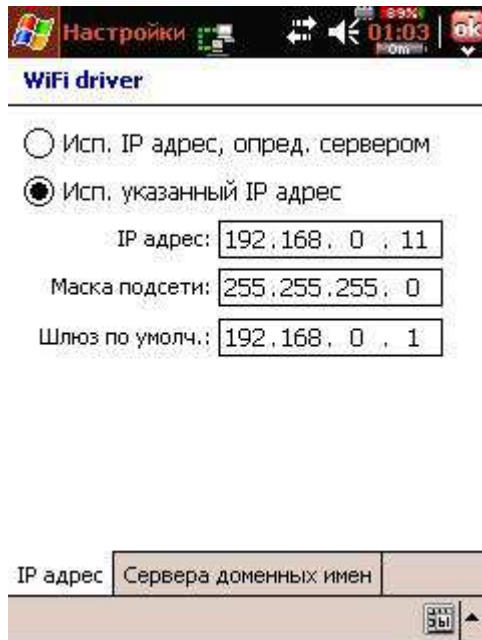 Настройки
89%
01:03
0m
ok
WiFi driver
Исп. IP адрес, опред. сервером
Исп. указанный IP адрес
IP адрес: 192.168. 0 . 11
Маска подсети: 255.255.255. 0
Шлюз по умолч.: 192.168. 0 . 1
IP адрес Сервера доменных имен